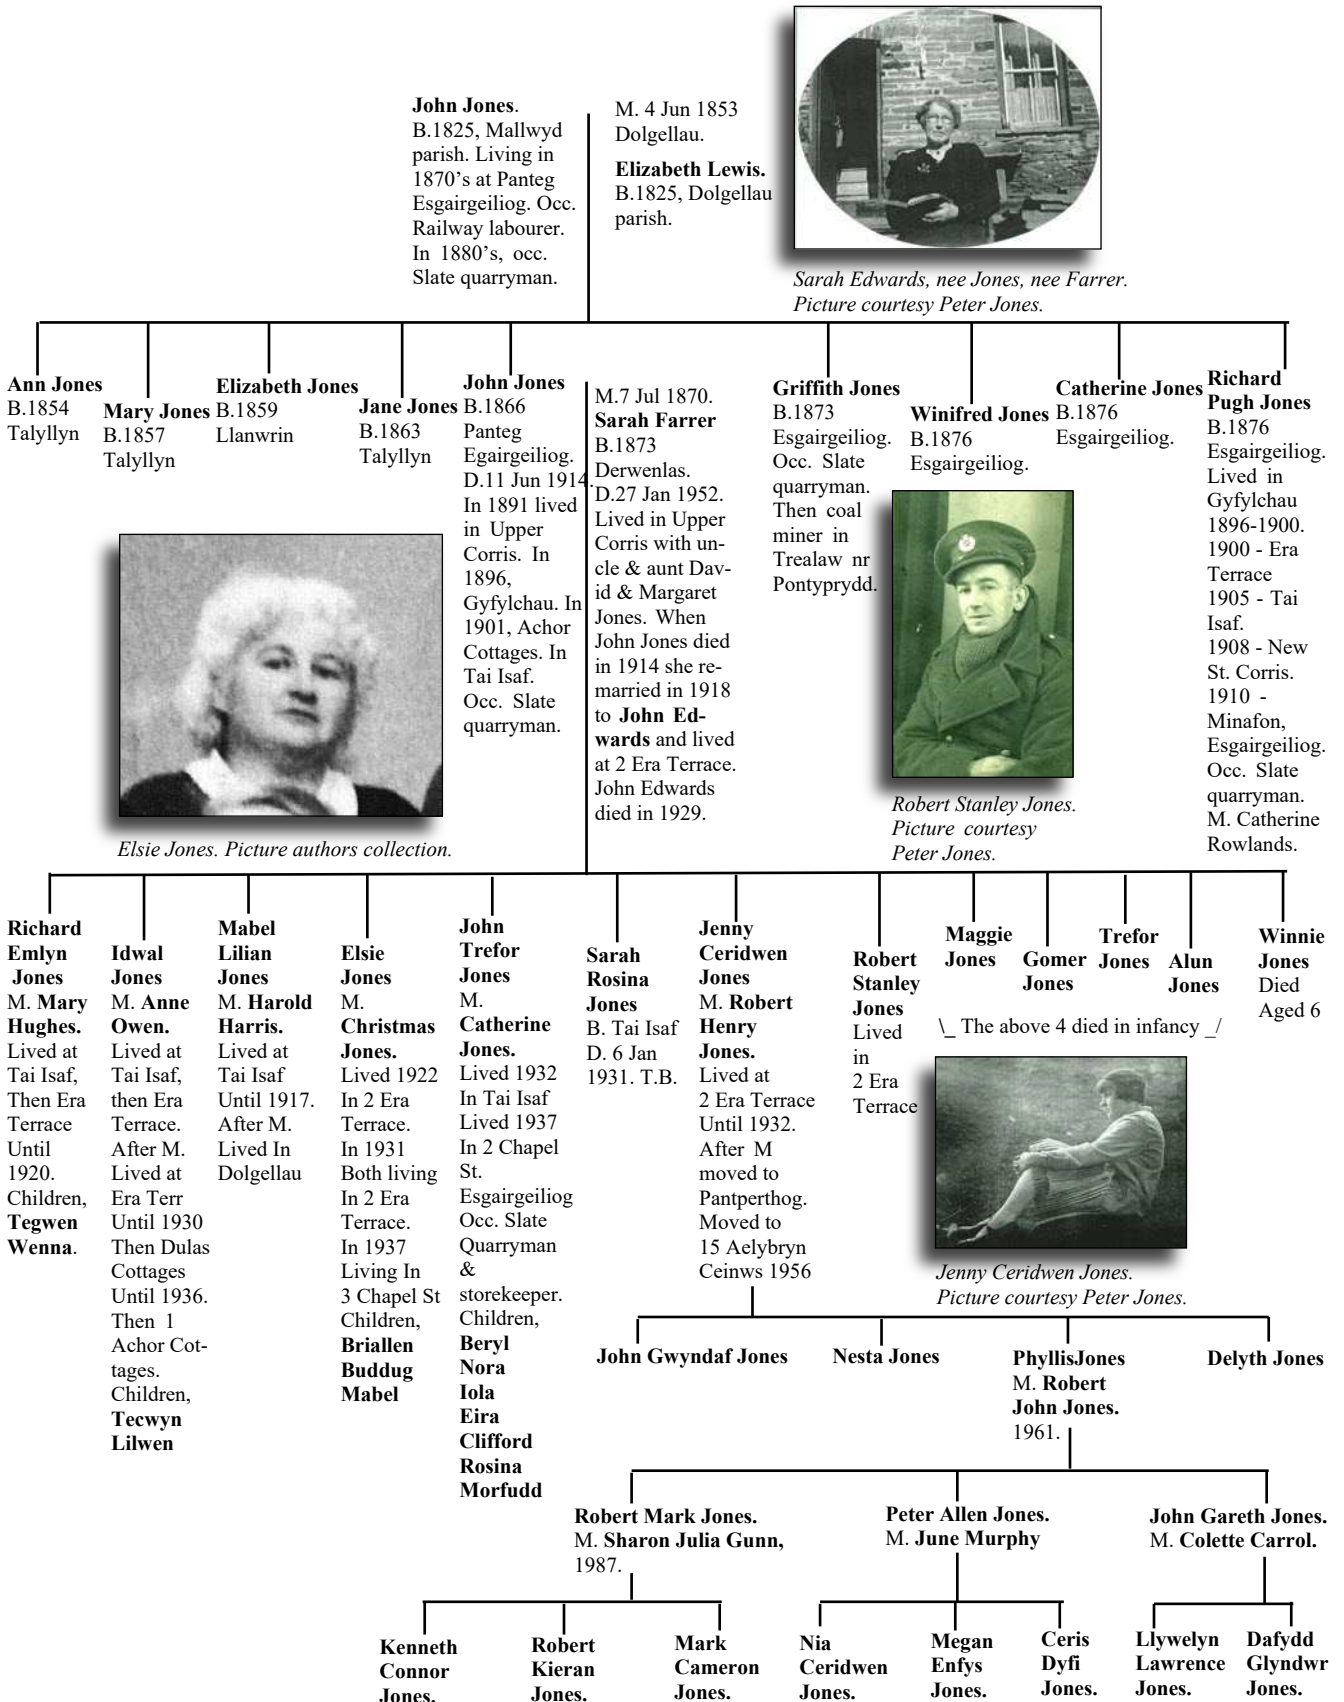 John Jones.
B.1825, Mallwyd
parish. Living in
1870's at Panteg
Esgairgeiliog. Occ.
Railway labourer.
In 1880's, occ.
Slate quarryman.
M. 4 Jun 1853
Dolgellau.
Elizabeth Lewis.
B.1825, Dolgellau
parish.
Sarah Edwards, nee Jones, nee Farrer.
Picture courtesy Peter Jones.
Ann Jones
B.1854
Talyllyn
Mary Jones
B.1857
Talyllyn
Elizabeth Jones
B.1859
Llanwrin
Jane Jones
B.1863
Talyllyn
John Jones
B.1866
Panteg
Egairgeiliog.
D.11 Jun 1914.
In 1891 lived
in Upper
Corris. In
1896,
Gyfylchau. In
1901, Achor
Cottages. In
Tai Isaf.
Occ. Slate
quarryman.
M.7 Jul 1870.
Sarah Farrer
B.1873
Derwenlas.
D.27 Jan 1952.
Lived in Upper
Corris with un-
cle & aunt Dav-
id & Margaret
Jones. When
John Jones died
in 1914 she re-
married in 1918
to John Ed-
wards and lived
at 2 Era Terrace.
John Edwards
died in 1929.
Griffith Jones
B.1873
Esgairgeiliog.
Occ. Slate
quarryman.
Then coal
miner in
Trealaw nr
Pontyprydd.
Winifred Jones
B.1876
Esgairgeiliog.
Catherine Jones
B.1876
Esgairgeiliog.
Richard
Pugh Jones
B.1876
Esgairgeiliog.
Lived in
Gyfylchau
1896-1900.
1900 - Era
Terrace
1905 - Tai
Isaf.
1908 - New
St. Corris.
1910 -
Minafon,
Esgairgeiliog.
Occ. Slate
quarryman.
M. Catherine
Rowlands.
Elsie Jones. Picture authors collection.
Robert Stanley Jones.
Picture courtesy
Peter Jones.
Richard
Emlyn
Jones
M. Mary
Hughes.
Lived at
Tai Isaf,
Then Era
Terrace
Until
1920.
Children,
Tegwen
Wenna.
Idwal
Jones
M. Anne
Owen.
Lived at
Tai Isaf,
then Era
Terrace.
After M.
Lived at
Era Terr
Until 1930
Then Dulas
Cottages
Until 1936.
Then 1
Achor Cot-
tages.
Children,
Tecwyn
Lilwen
Mabel
Lilian
Jones
M. Harold
Harris.
Lived at
Tai Isaf
Until 1917.
After M.
Lived In
Dolgellau
Elsie
Jones
M.
Christmas
Jones.
Lived 1922
In 2 Era
Terrace.
In 1931
Both living
In 2 Era
Terrace.
In 1937
Living In
3 Chapel St
Children,
Briallen
Buddug
Mabel
John
Trefor
Jones
M.
Catherine
Jones.
Lived 1932
In Tai Isaf
Lived 1937
In 2 Chapel
St.
Esgairgeiliog
Occ. Slate
Quarryman
&
storekeeper.
Children,
Beryl
Nora
Iola
Eira
Clifford
Rosina
Morfudd
Sarah
Rosina
Jones
B. Tai Isaf
D. 6 Jan
1931. T.B.
Jenny
Ceridwen
Jones
M. Robert
Henry
Jones.
Lived at
2 Era Terrace
Until 1932.
After M
moved to
Pantperthog.
Moved to
15 Aelybryn
Ceinws 1956
Robert
Stanley
Jones
Lived
in
2 Era
Terrace
Maggie
Jones
Gomer
Jones
Trefor
Jones
Alun
Jones
Winnie
Jones
Died
Aged 6
\_ The above 4 died in infancy _/
Jenny Ceridwen Jones.
Picture courtesy Peter Jones.
John Gwyndaf Jones
Nesta Jones
PhyllisJones
M. Robert
John Jones.
1961.
Delyth Jones
Robert Mark Jones.
M. Sharon Julia Gunn,
1987.
Peter Allen Jones.
M. June Murphy
John Gareth Jones.
M. Colette Carrol.
Kenneth
Connor
Jones.
Robert
Kieran
Jones.
Mark
Cameron
Jones.
Nia
Ceridwen
Jones.
Megan
Enfys
Jones.
Ceris
Dyfi
Jones.
Llywelyn
Lawrence
Jones.
Dafydd
Glyndwr
Jones.